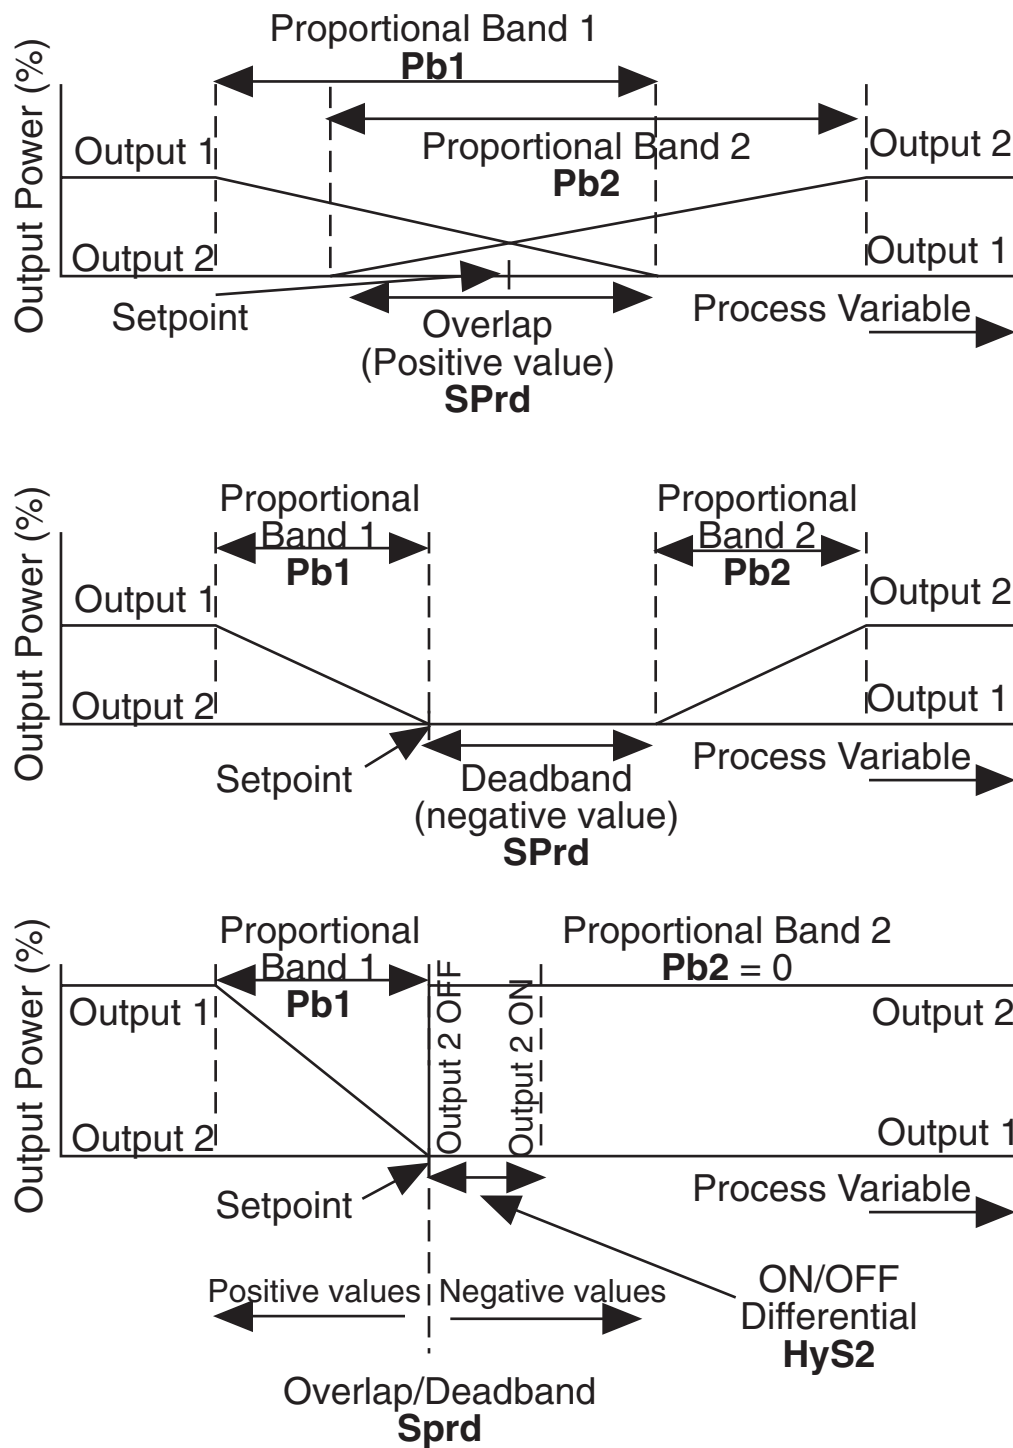 Proportional Band 1
Pb1
Output Power (%)
Output 1
Proportional Band 2
Pb2
Output 2
Output 2
Output 1
Setpoint
Overlap
(Positive value)
SPrd
Process Variable
Proportional
Band 1
Pb1
Proportional
Band 2
Pb2
Output Power (%)
Output 1
Output 2
Output 2
Output 1
Setpoint
Deadband
(negative value)
SPrd
Process Variable
Proportional
Band 1
Pb1
Proportional Band 2
Pb2 = 0
Output Power (%)
Output 1
Output 2 OFF
Output 2 ON
Output 2
Output 2
Output 1
Setpoint
Process Variable
Positive values
Negative values
ON/OFF
Differential
HyS2
Overlap/Deadband
Sprd